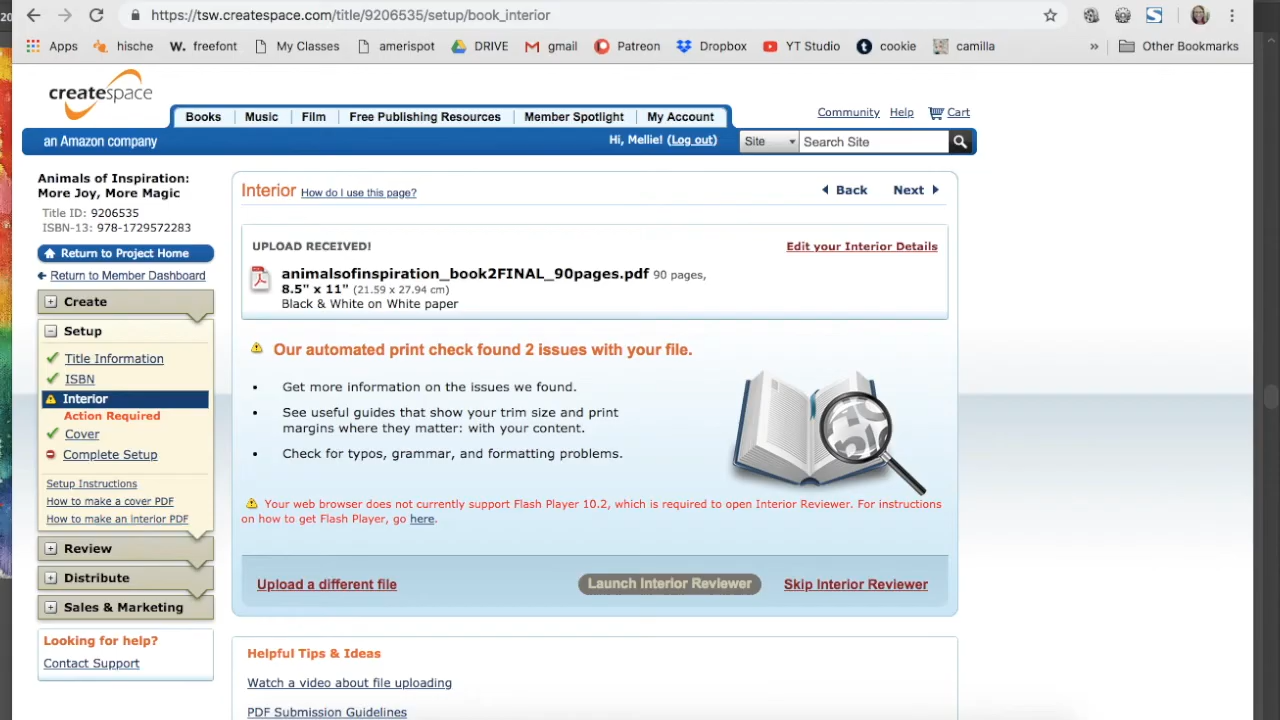 https://tsw.createspace.com/title/9206535/setup/book_interior
Apps hische W. freefont My Classes amerispot DRIVE gmail Patreon Dropbox YT Studio cookie camilla » Other Bookmarks
createspace
an Amazon company
Books Music Film Free Publishing Resources Member Spotlight My Account
Community Help Cart
Hi, Mellie! (Log out) Site Search Site
Animals of Inspiration:
More Joy, More Magic
Title ID: 9206535
ISBN-13: 978-1729572283
Return to Project Home
Return to Member Dashboard
Create
Setup
Title Information
ISBN
Interior
Action Required
Cover
Complete Setup
Setup Instructions
How to make a cover PDF
How to make an interior PDF
Review
Distribute
Sales & Marketing
Looking for help?
Contact Support
Interior How do I use this page? Back Next
UPLOAD RECEIVED! Edit your Interior Details
animalsofinspiration_book2FINAL_90pages.pdf 90 pages,
8.5" x 11" (21.59 x 27.94 cm)
Black & White on White paper
Our automated print check found 2 issues with your file.
• Get more information on the issues we found.
• See useful guides that show your trim size and print
margins where they matter: with your content.
• Check for typos, grammar, and formatting problems.
Your web browser does not currently support Flash Player 10.2, which is required to open Interior Reviewer. For instructions
on how to get Flash Player, go here.
Upload a different file Launch Interior Reviewer Skip Interior Reviewer
Helpful Tips & Ideas
Watch a video about file uploading
PDF Submission Guidelines